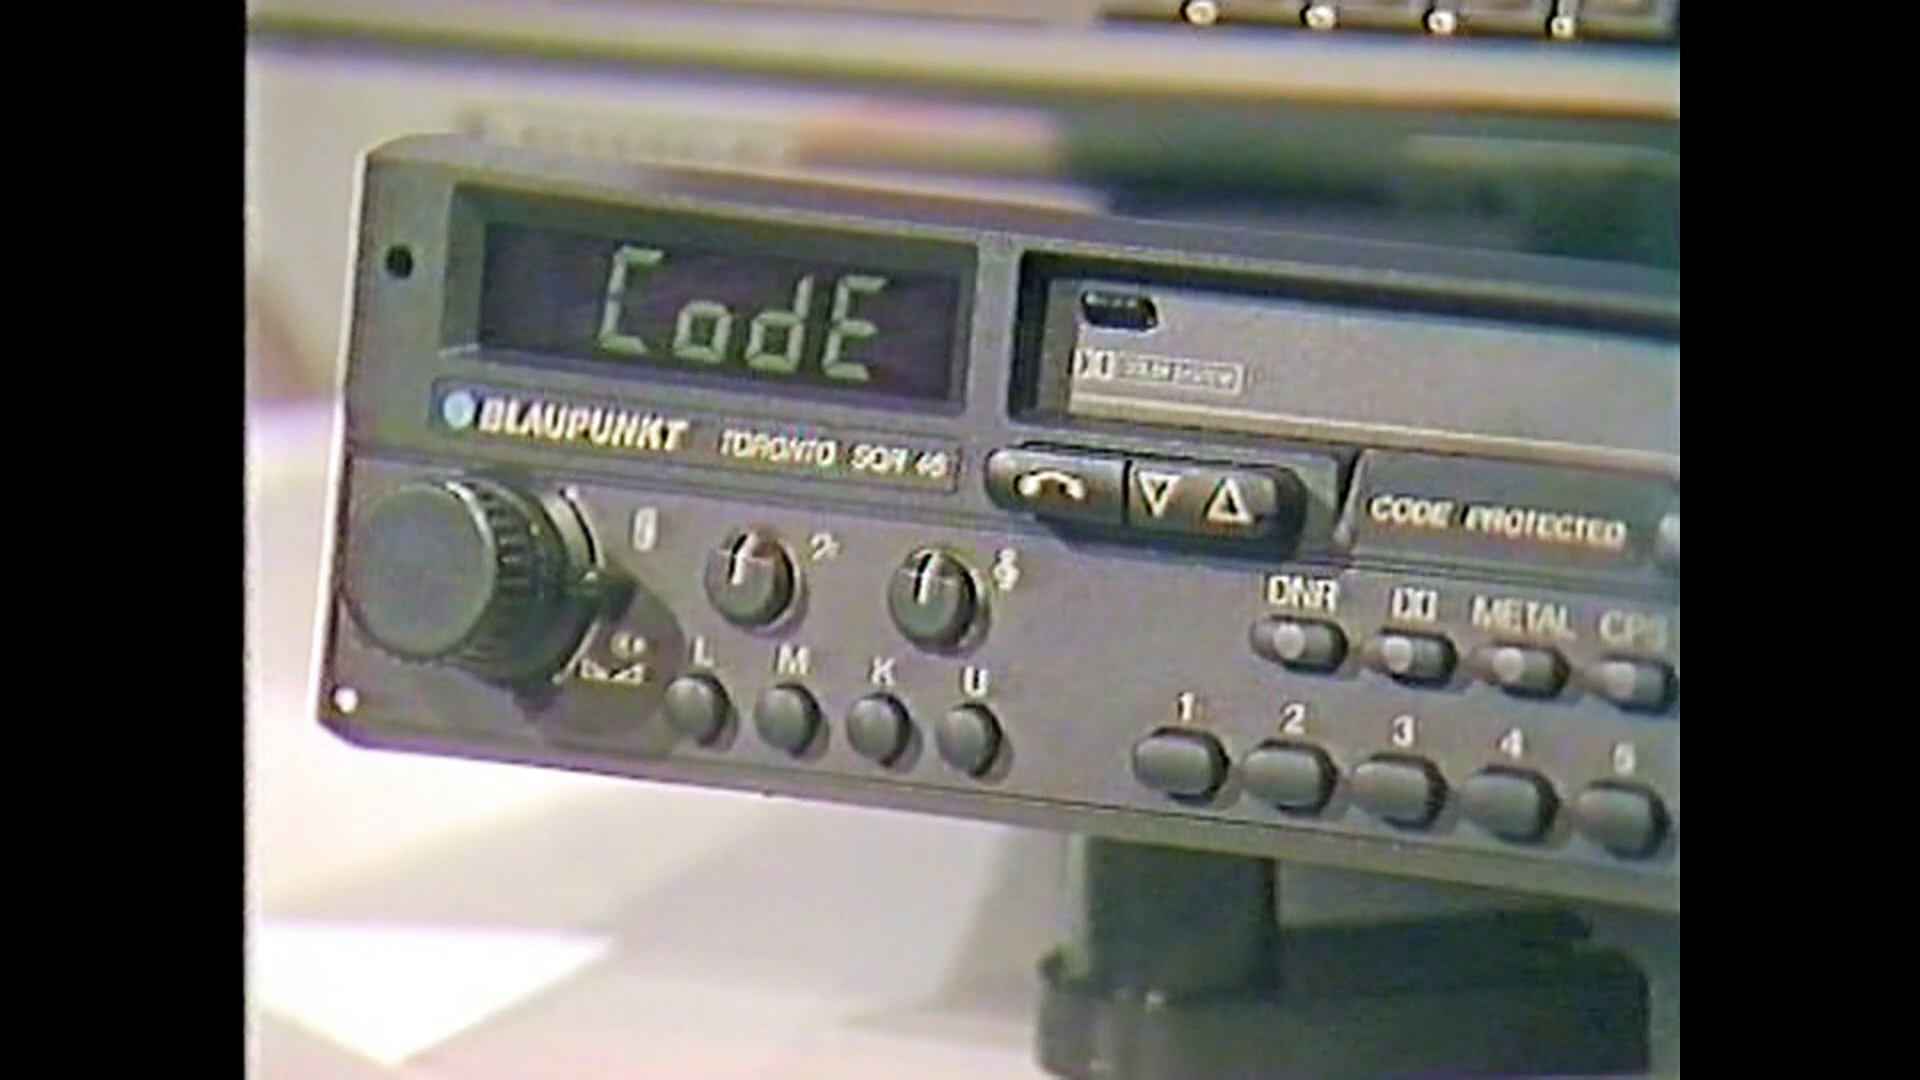 CodE
BLAUPUNKT TORONTO SQR 46
CODE PROTECTED
DNR METAL CPS
L M K U
1 2 3 4 5